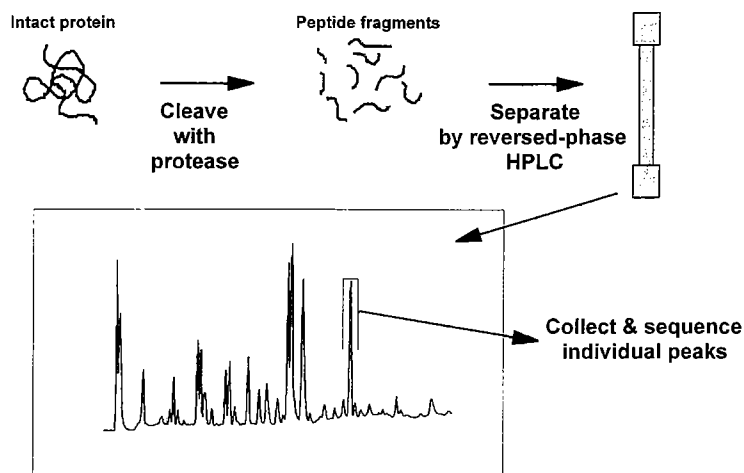 Intact protein
Peptide fragments
Cleave
with
protease
Separate
by reversed-phase
HPLC
Collect & sequence
individual peaks